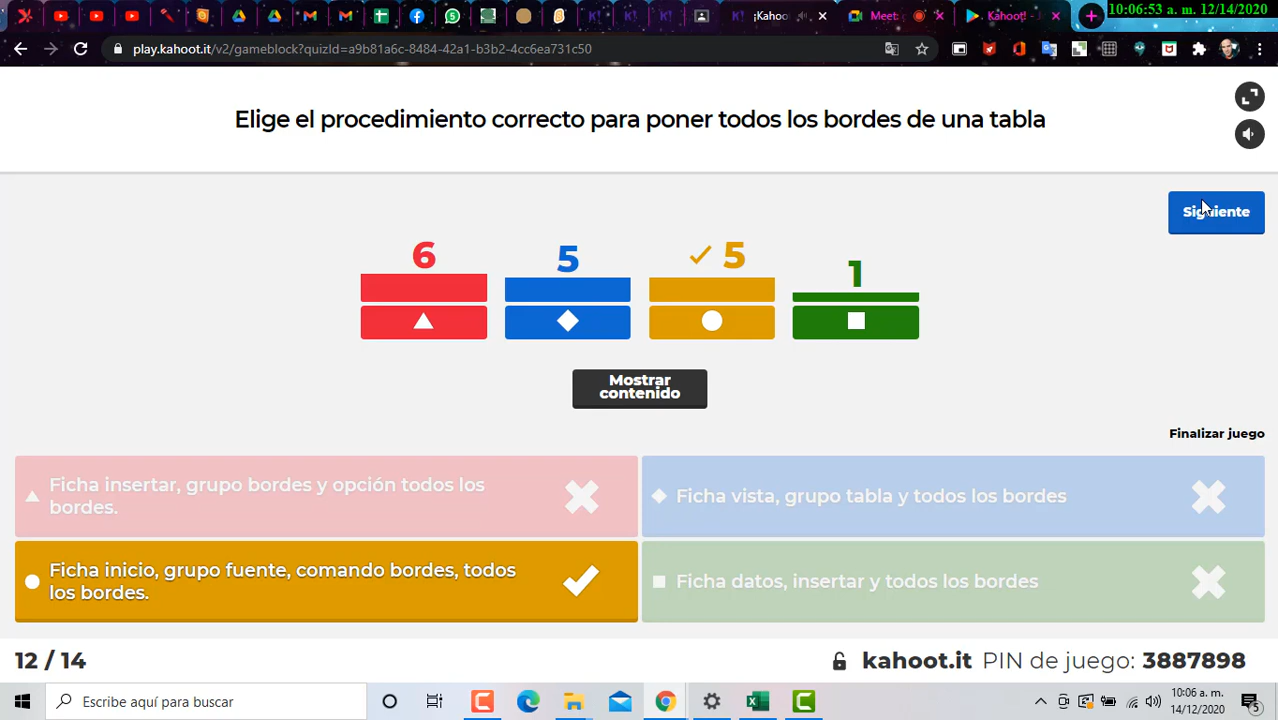 10:06:53 a. m. 12/14/2020
¡Kahoo
Meet:
Kahoot! -
play.kahoot.it/v2/gameblock?quizId=a9b81a6c-8484-42a1-b3b2-4cc6ea731c50
Elige el procedimiento correcto para poner todos los bordes de una tabla
Siguiente
6
5
5
1
Mostrar
contenido
Finalizar juego
Ficha insertar, grupo bordes y opción todos los
bordes.
Ficha vista, grupo tabla y todos los bordes
Ficha inicio, grupo fuente, comando bordes, todos
los bordes.
Ficha datos, insertar y todos los bordes
12 / 14
kahoot.it PIN de juego: 3887898
Escribe aquí para buscar
10:06 a. m.
14/12/2020
5